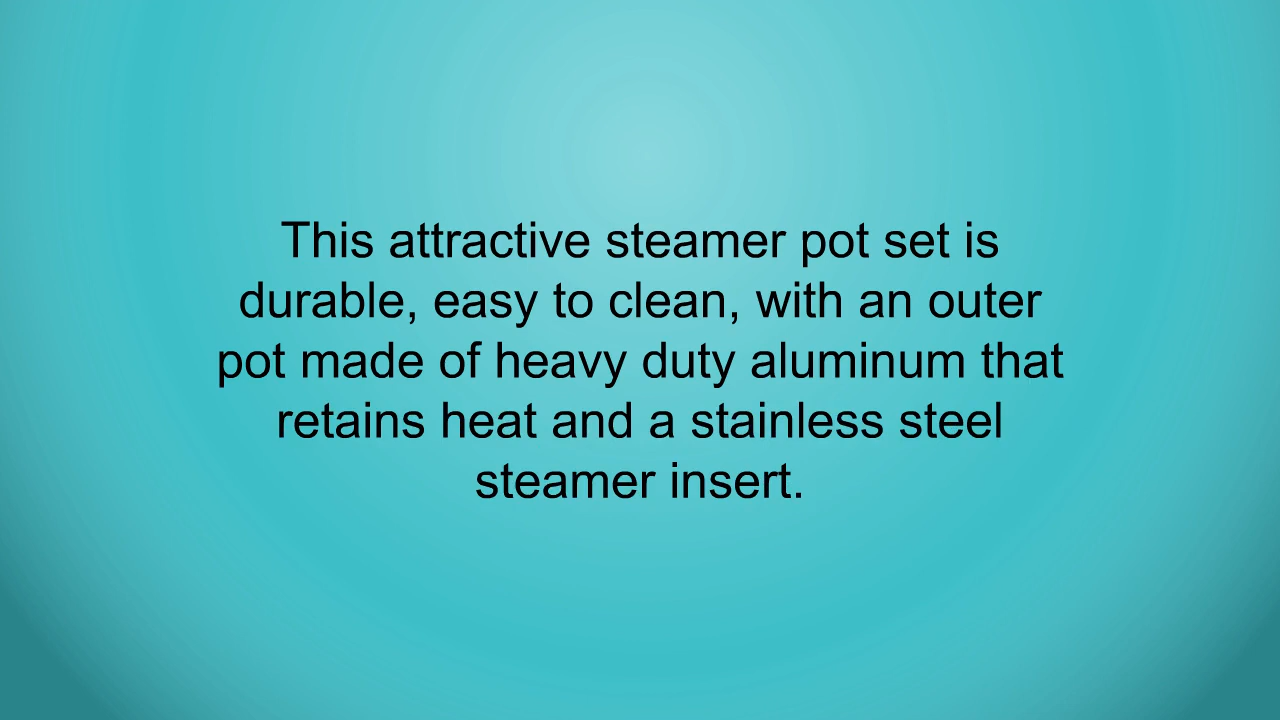 This attractive steamer pot set is
durable, easy to clean, with an outer
pot made of heavy duty aluminum that
retains heat and a stainless steel
steamer insert.